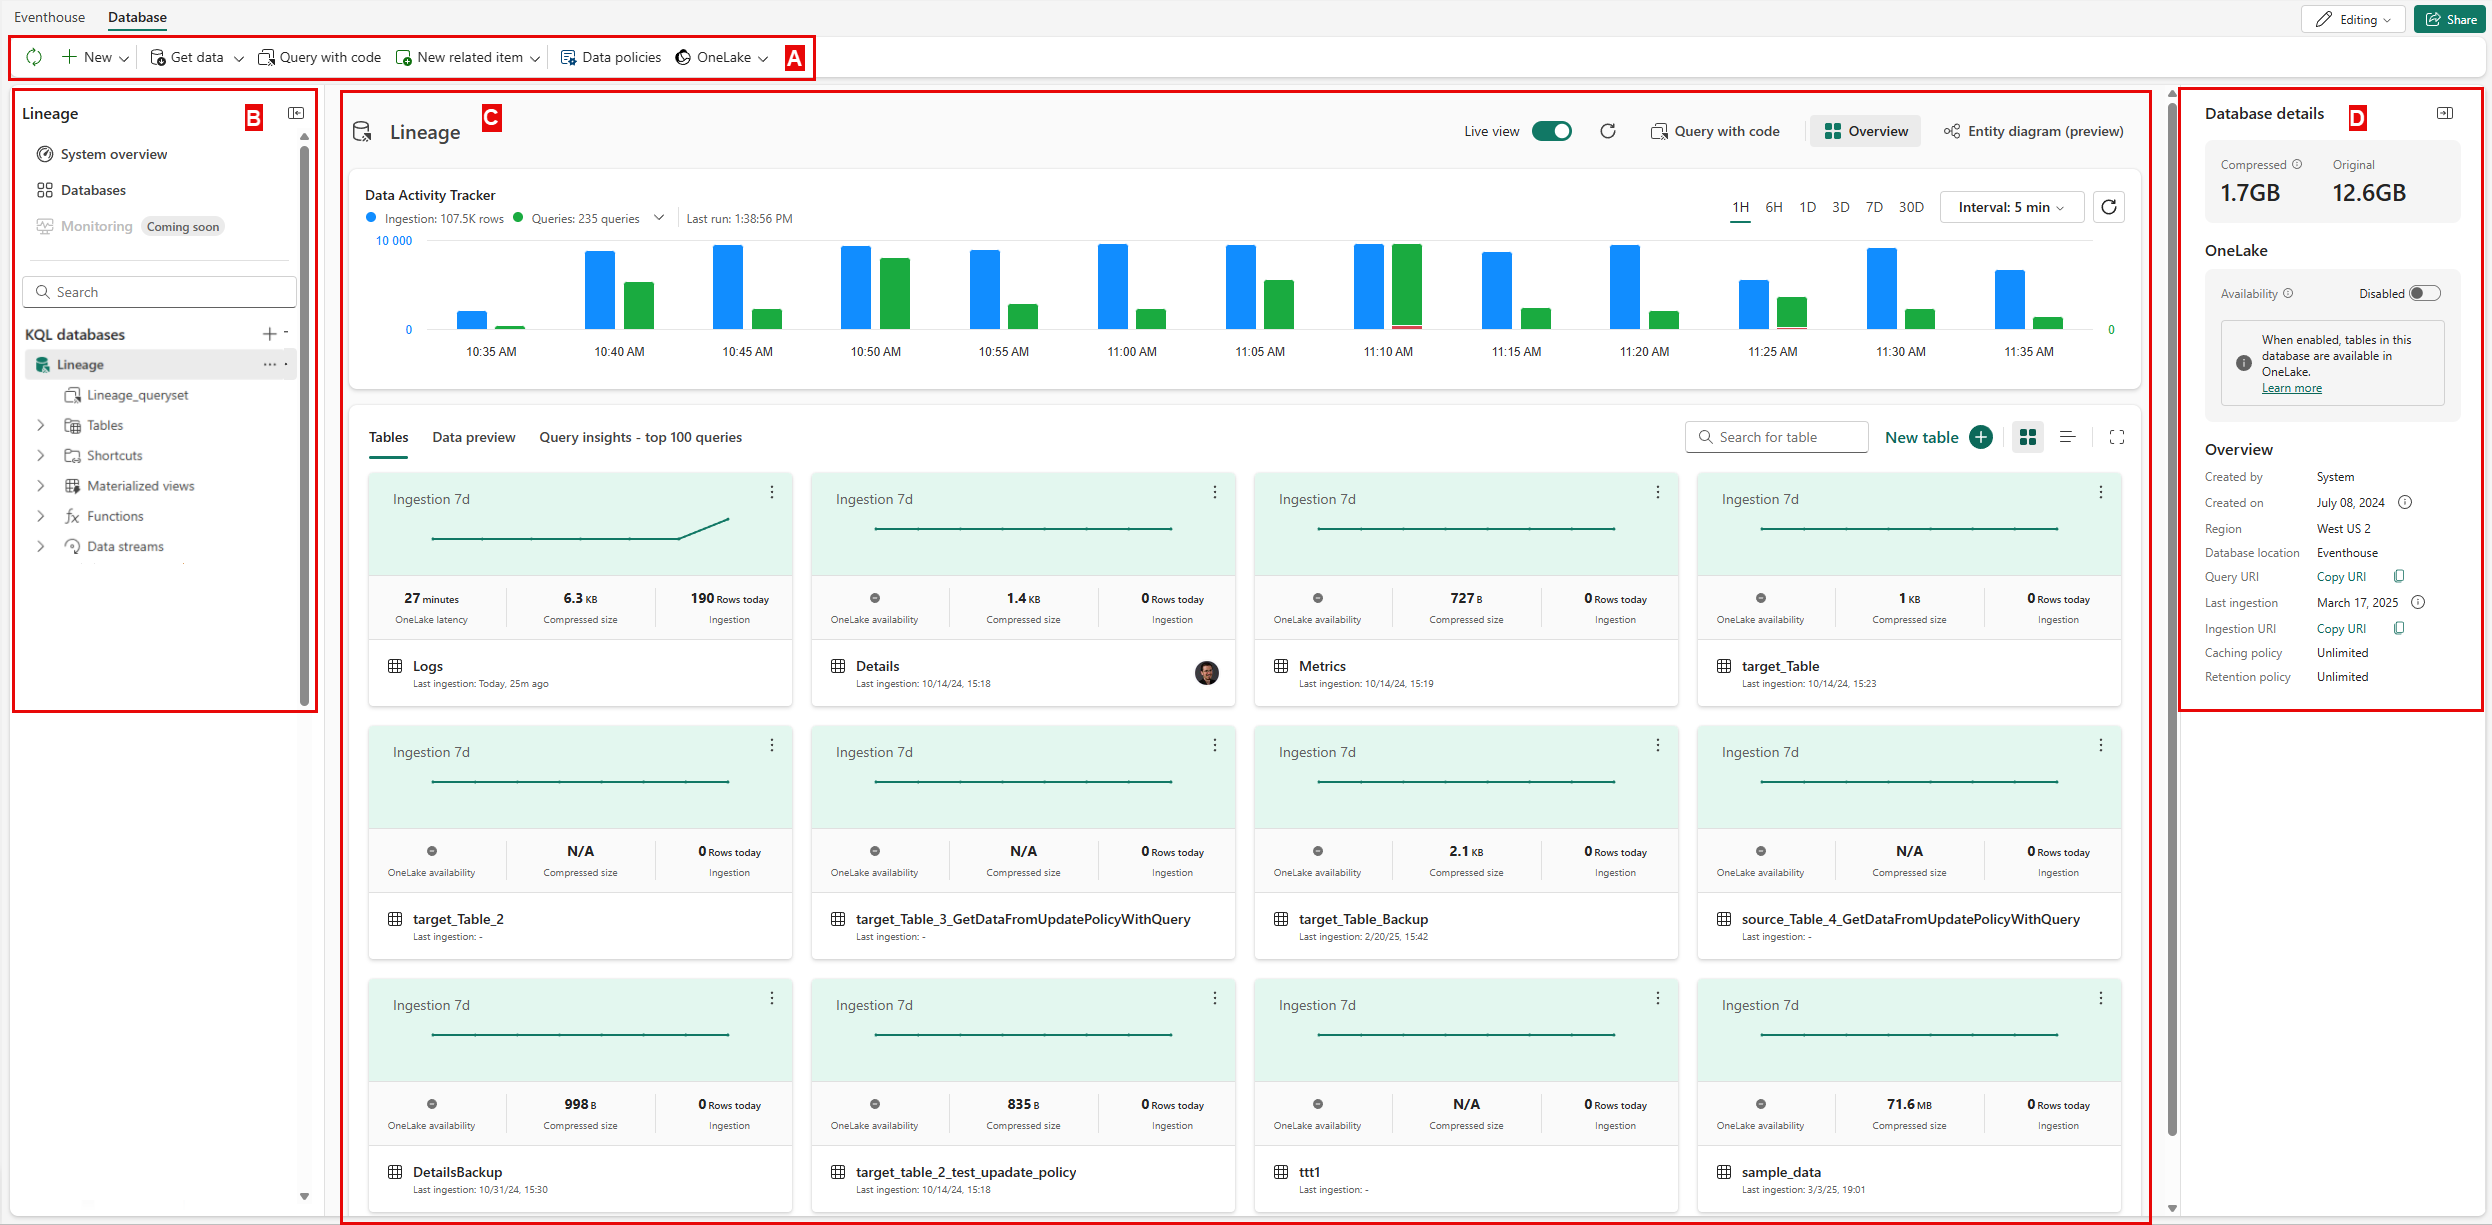 Eventhouse Database Editing Share
New Get data Query with code New related item Data policies OneLake A
Lineage B
System overview
Databases
Monitoring Coming soon
Search
KQL databases
Lineage
Lineage_queryset
Tables
Shortcuts
Materialized views
Functions
Data streams
Lineage C Live view Query with code Overview Entity diagram (preview)
Data Activity Tracker
Ingestion: 107.5K rows Queries: 235 queries Last run: 1:38:56 PM
1H 6H 1D 3D 7D 30D Interval: 5 min
10 000
0 0
10:35 AM 10:40 AM 10:45 AM 10:50 AM 10:55 AM 11:00 AM 11:05 AM 11:10 AM 11:15 AM 11:20 AM 11:25 AM 11:30 AM 11:35 AM
Tables Data preview Query insights - top 100 queries Search for table New table
Ingestion 7d Ingestion 7d Ingestion 7d Ingestion 7d
27 minutes 6.3 KB 190 Rows today 1.4 KB 0 Rows today 727 B 0 Rows today 1 KB 0 Rows today
OneLake latency Compressed size Ingestion OneLake availability Compressed size Ingestion OneLake availability Compressed size Ingestion OneLake availability Compressed size Ingestion
Logs Details Metrics target_Table
Last ingestion: Today, 25m ago Last ingestion: 10/14/24, 15:18 Last ingestion: 10/14/24, 15:19 Last ingestion: 10/14/24, 15:23
Ingestion 7d Ingestion 7d Ingestion 7d Ingestion 7d
N/A 0 Rows today N/A 0 Rows today 2.1 KB 0 Rows today N/A 0 Rows today
OneLake availability Compressed size Ingestion OneLake availability Compressed size Ingestion OneLake availability Compressed size Ingestion OneLake availability Compressed size Ingestion
target_Table_2 target_Table_3_GetDataFromUpdatePolicyWithQuery target_Table_Backup source_Table_4_GetDataFromUpdatePolicyWithQuery
Last ingestion: - Last ingestion: - Last ingestion: 2/20/25, 15:42 Last ingestion: -
Ingestion 7d Ingestion 7d Ingestion 7d Ingestion 7d
998 B 0 Rows today 835 B 0 Rows today N/A 0 Rows today 71.6 MB 0 Rows today
OneLake availability Compressed size Ingestion OneLake availability Compressed size Ingestion OneLake availability Compressed size Ingestion OneLake availability Compressed size Ingestion
DetailsBackup target_table_2_test_upadate_policy ttt1 sample_data
Last ingestion: 10/31/24, 15:30 Last ingestion: 10/14/24, 15:18 Last ingestion: - Last ingestion: 3/3/25, 19:01
Database details D
Compressed Original
1.7GB 12.6GB
OneLake
Availability Disabled
When enabled, tables in this
database are available in
OneLake.
Learn more
Overview
Created by System
Created on July 08, 2024
Region West US 2
Database location Eventhouse
Query URI Copy URI
Last ingestion March 17, 2025
Ingestion URI Copy URI
Caching policy Unlimited
Retention policy Unlimited